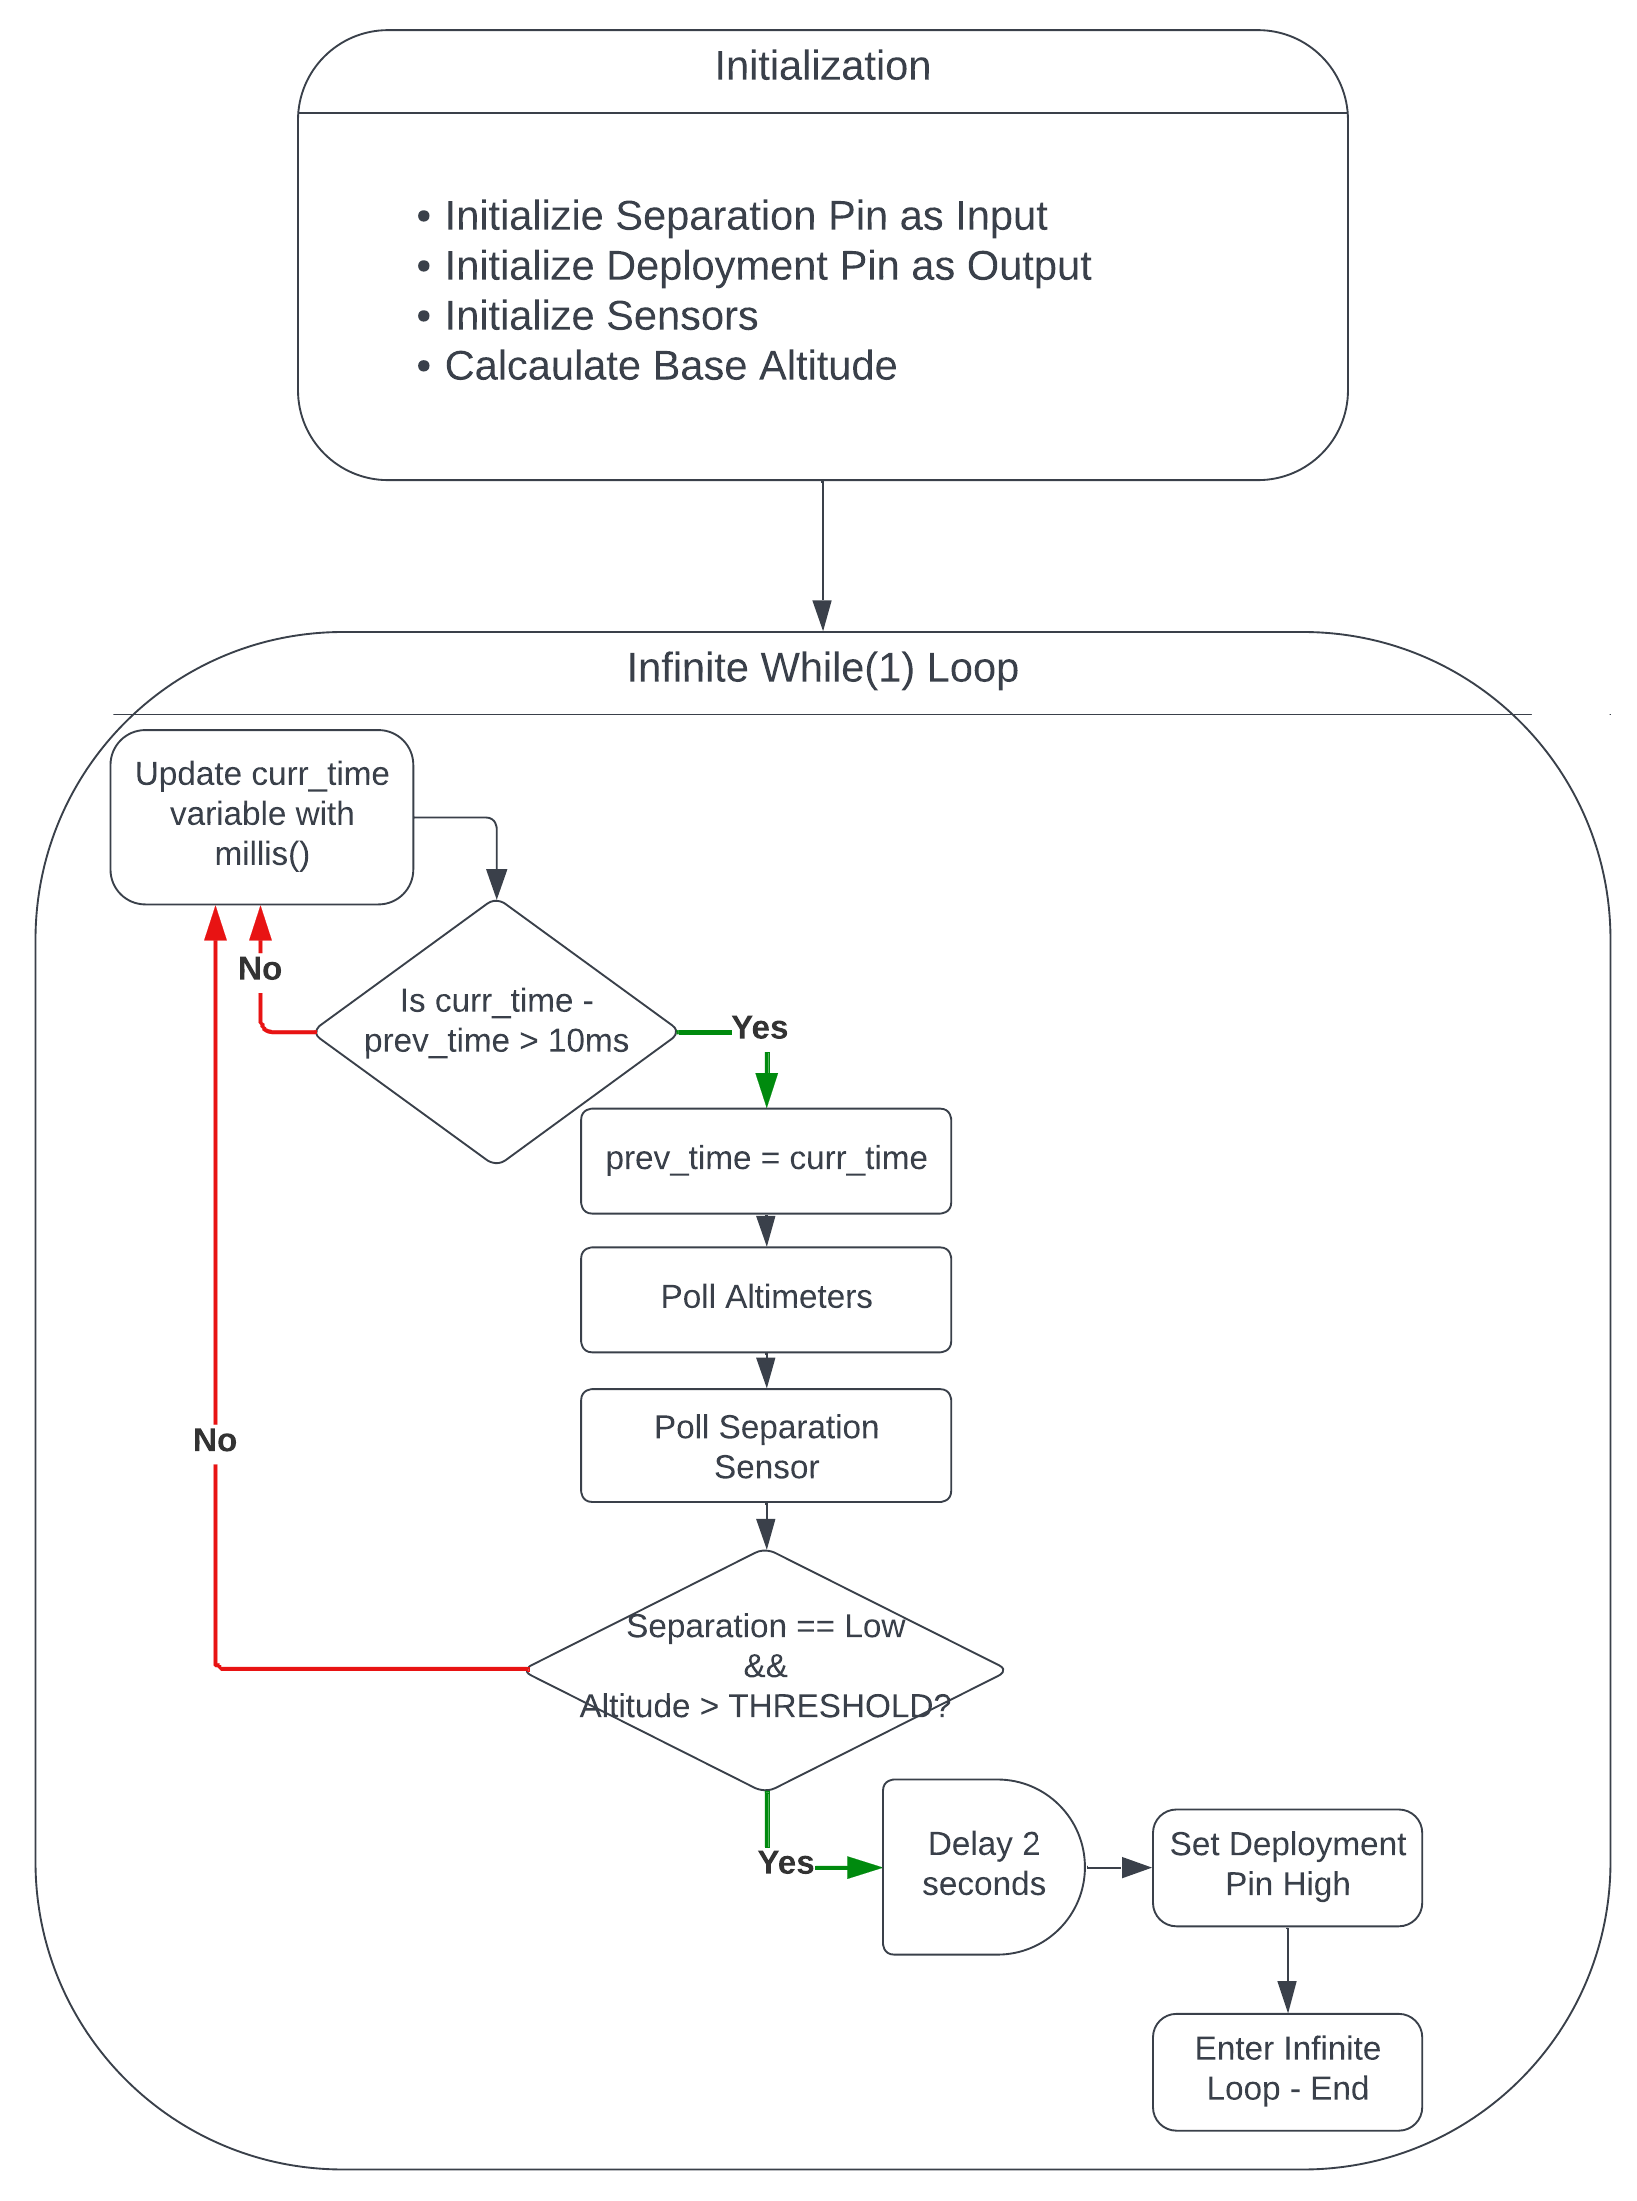 Initialization
• Initializie Separation Pin as Input
• Initialize Deployment Pin as Output
• Initialize Sensors
• Calcaulate Base Altitude
Infinite While(1) Loop
Update curr_time
variable with
millis()
No
Is curr_time -
prev_time > 10ms
Yes
prev_time = curr_time
Poll Altimeters
Poll Separation
Sensor
No
Separation == Low
&&
Altitude > THRESHOLD?
Yes
Delay 2
seconds
Set Deployment
Pin High
Enter Infinite
Loop - End